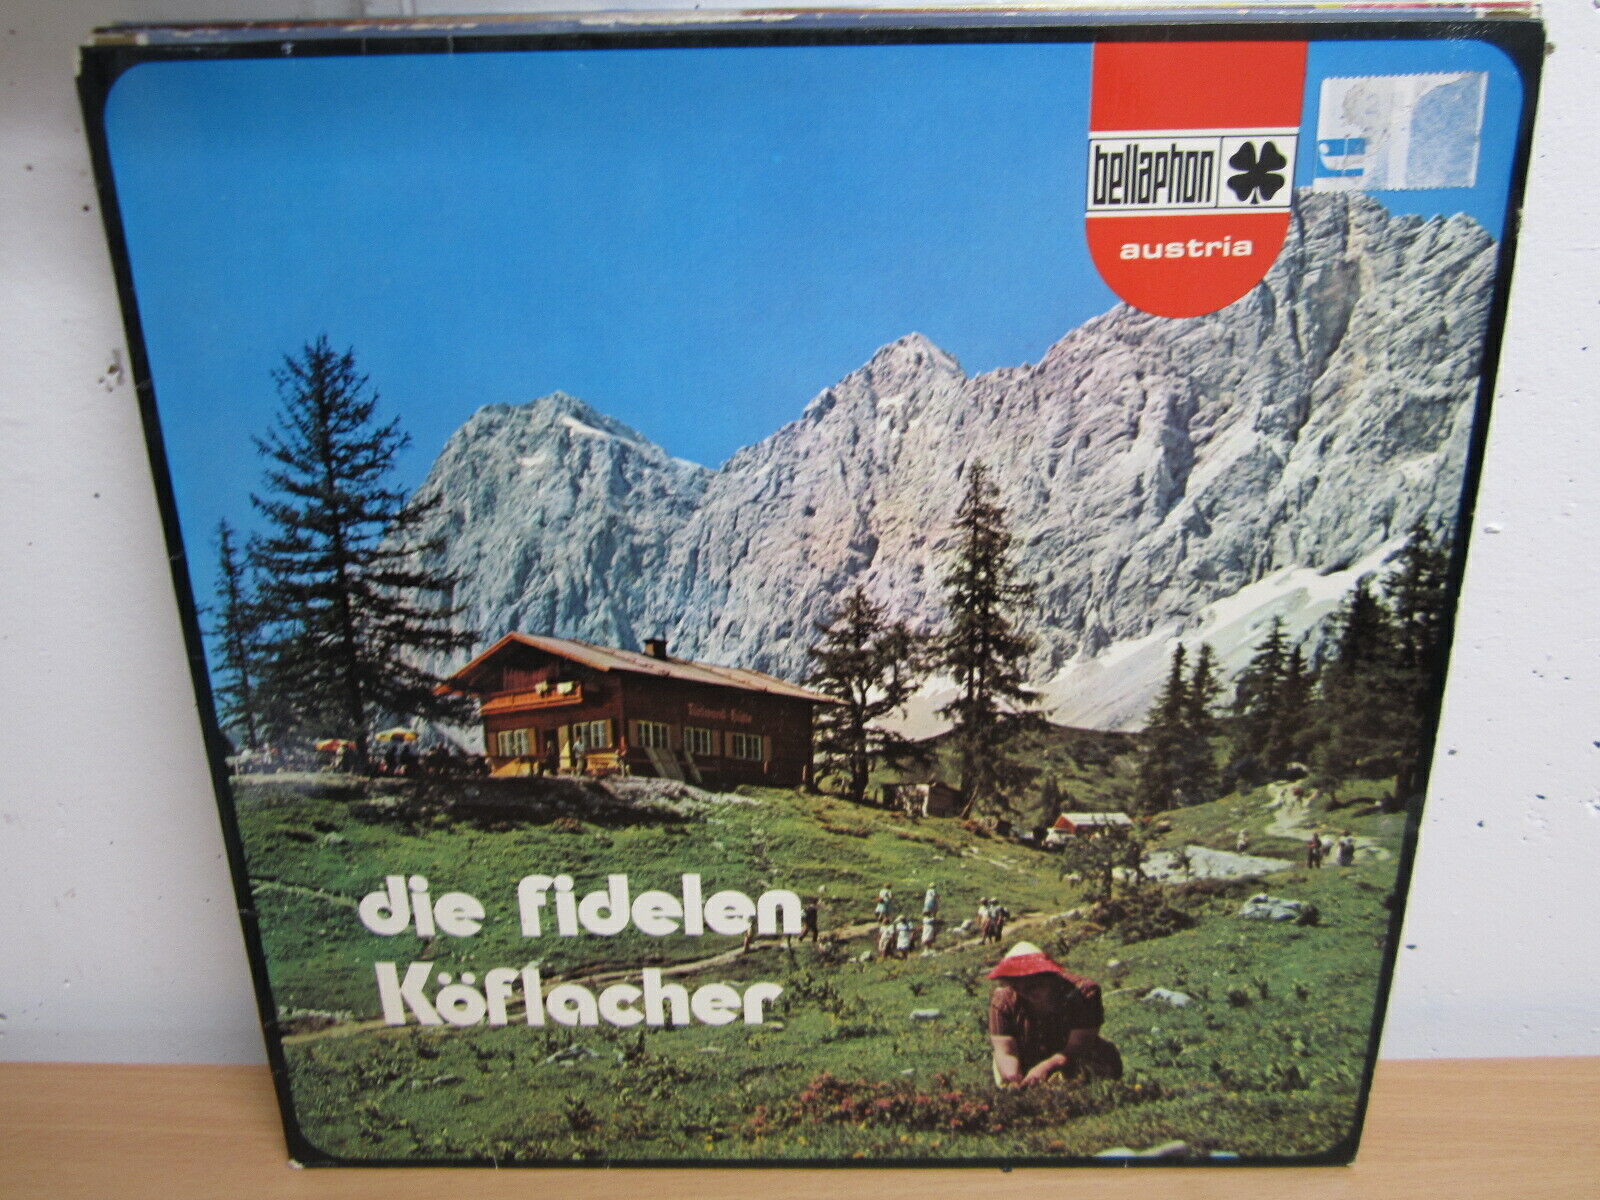 bellaphon
austria
die fidelen
Köflacher